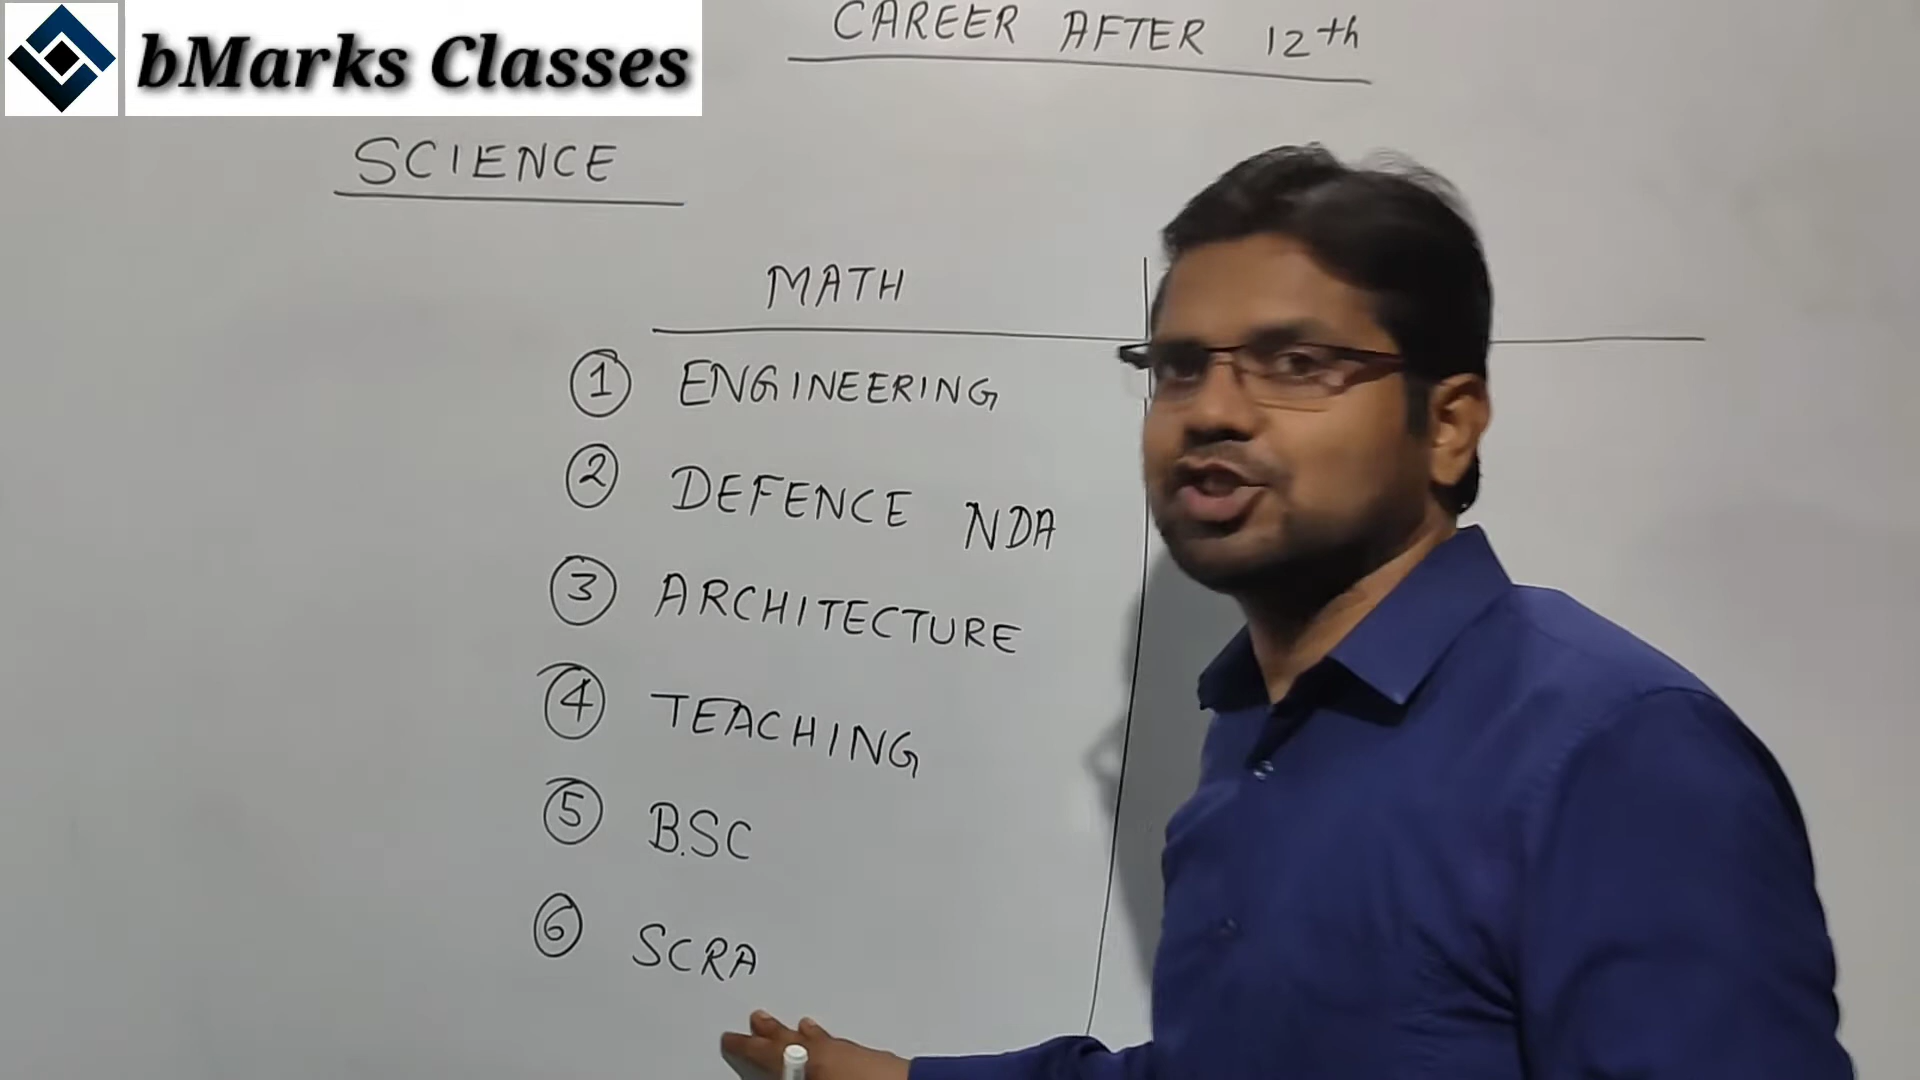 bMarks Classes
CAREER AFTER 12th
SCIENCE
MATH
1 ENGINEERING
2 DEFENCE NDA
3 ARCHITECTURE
4 TEACHING
5 B.SC
6 SCRA